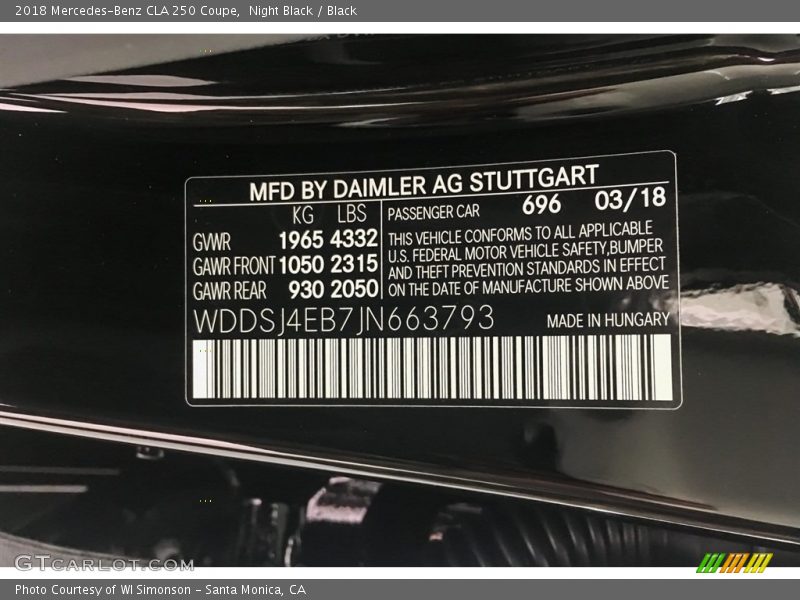 2018 Mercedes-Benz CLA 250 Coupe,  Night Black / Black
MFD BY DAIMLER AG STUTTGART
KG LBS
GVWR 1965 4332
GAWR FRONT 1050 2315
GAWR REAR 930 2050
PASSENGER CAR 696 03/18
THIS VEHICLE CONFORMS TO ALL APPLICABLE
U.S. FEDERAL MOTOR VEHICLE SAFETY,BUMPER
AND THEFT PREVENTION STANDARDS IN EFFECT
ON THE DATE OF MANUFACTURE SHOWN ABOVE
WDDSJ4EB7JN663793 MADE IN HUNGARY
GTCARLOT.COM
Photo Courtesy of WI Simonson - Santa Monica, CA